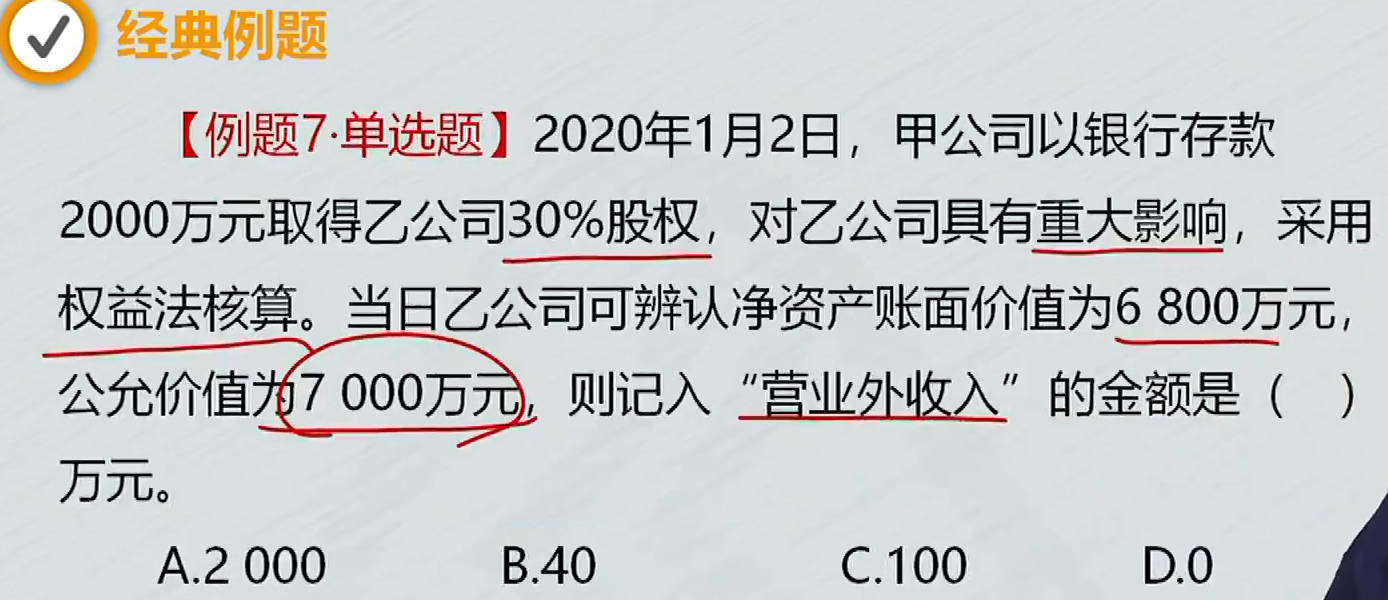 经典例题
【例题7·单选题】2020年1月2日，甲公司以银行存款
2000万元取得乙公司30%股权，对乙公司具有重大影响，采用
权益法核算。当日乙公司可辨认净资产账面价值为6 800万元，
公允价值为7 000万元，则记入“营业外收入”的金额是（　）
万元。
A.2 000 B.40 C.100 D.0